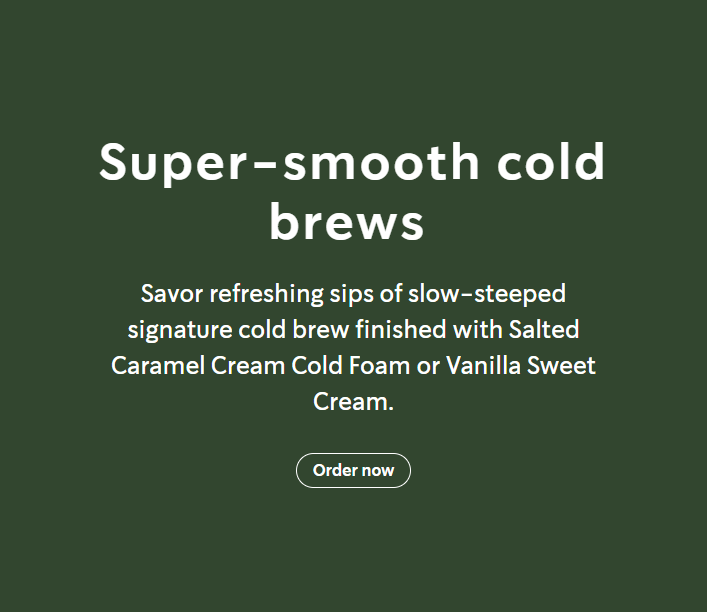 Super-smooth cold
brews
Savor refreshing sips of slow-steeped
signature cold brew finished with Salted
Caramel Cream Cold Foam or Vanilla Sweet
Cream.
Order now